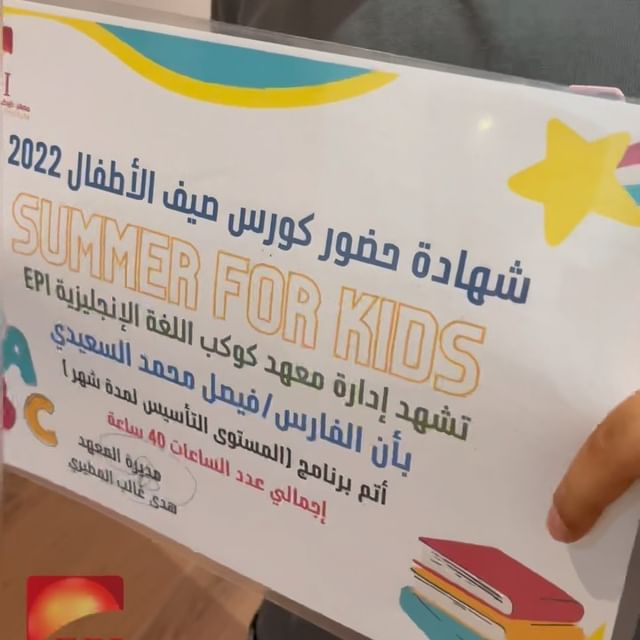 شهادة حضور كورس صيف الأطفال 2022
SUMMER FOR KIDS
تشهد إدارة معهد كوكب اللغة الإنجليزية EPI
بأن الفارس/فيصل محمد السعيدي
أتم برنامج (المستوى التأسيس لمدة شهر)
إجمالي عدد الساعات 40 ساعة
مديرة المعهد
هدى غالب المطيري
A
C